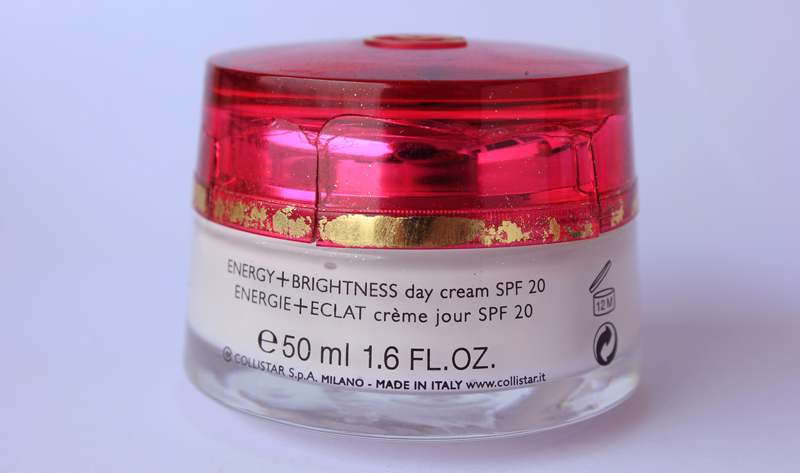 ENERGY+BRIGHTNESS day cream SPF 20
ENERGIE+ECLAT crème jour SPF 20
℮50 ml 1.6 FL.OZ.
© COLLISTAR S.p.A. MILANO - MADE IN ITALY www.collistar.it
12 M